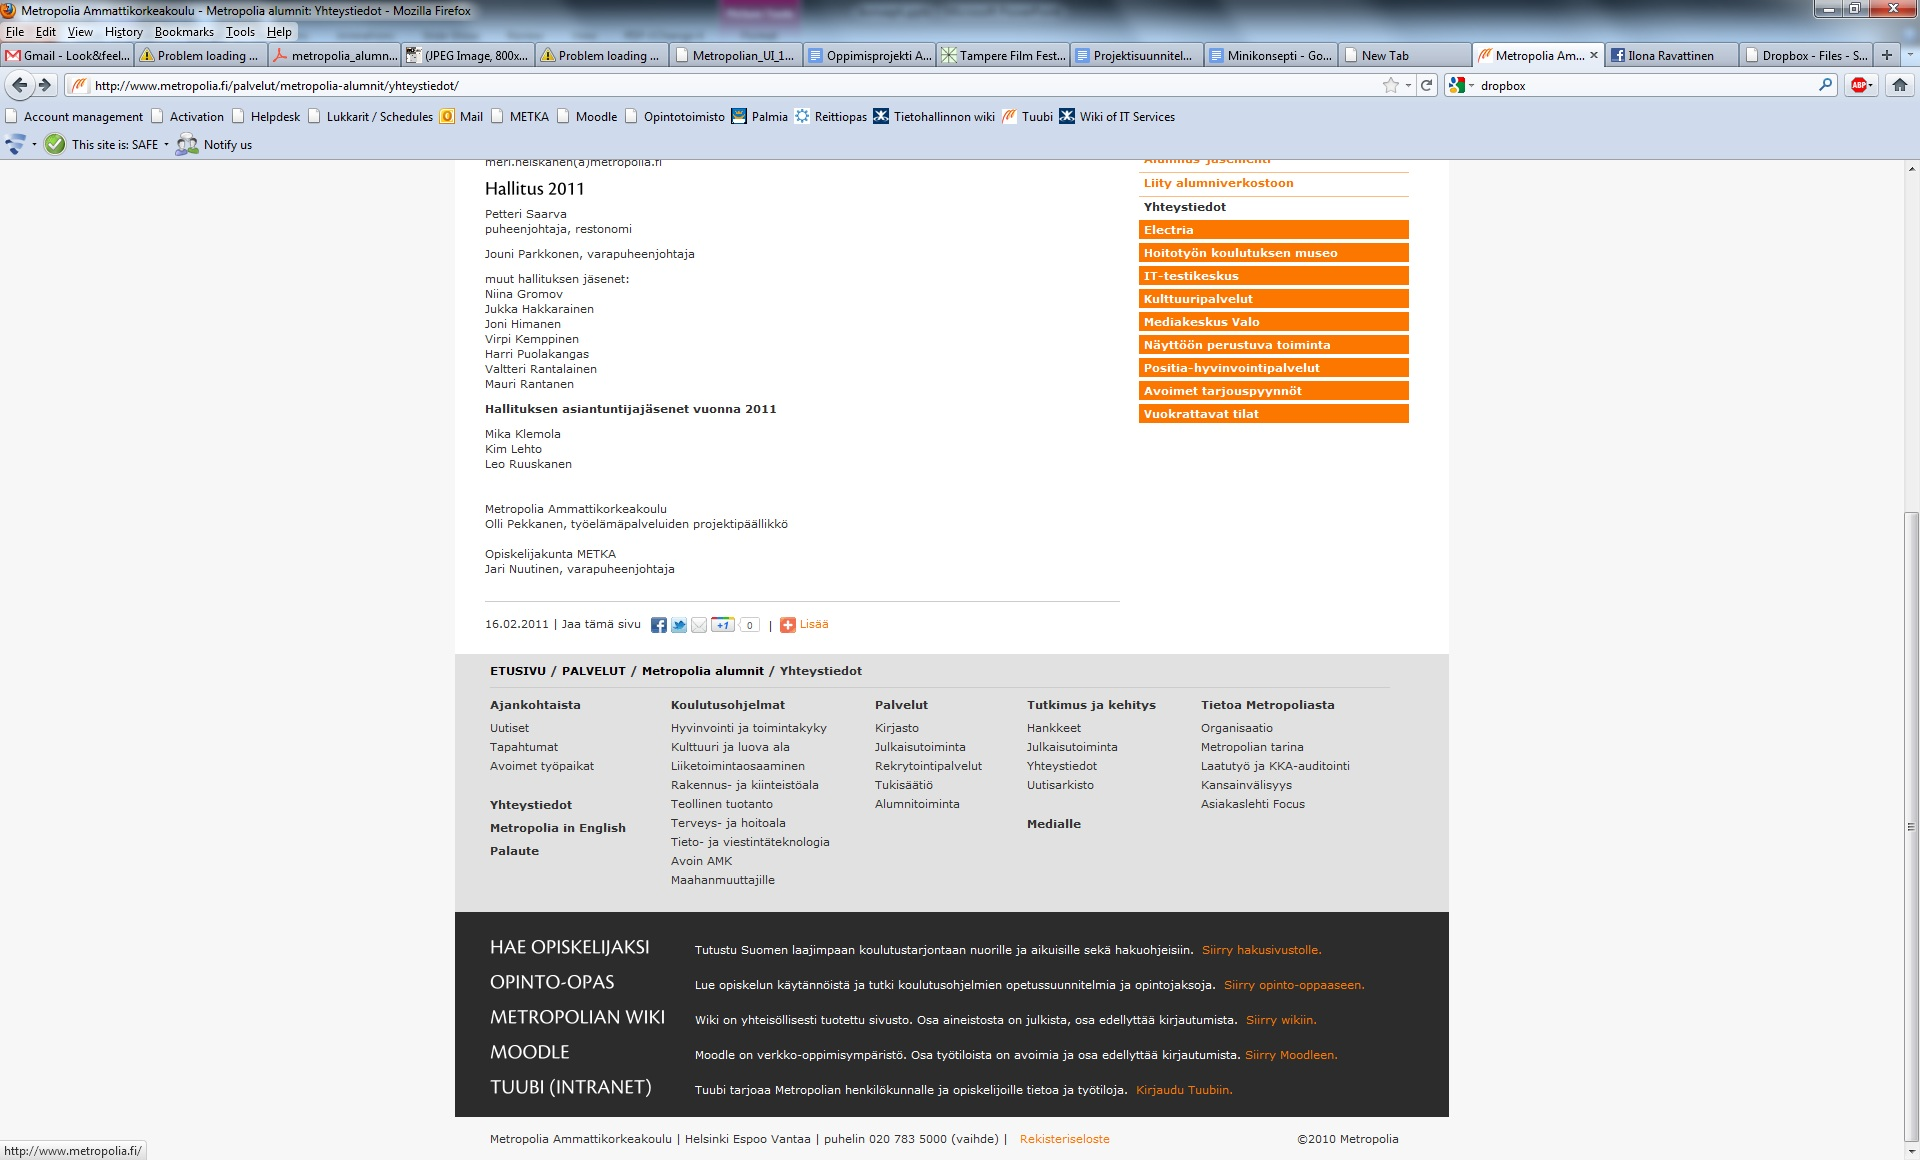 Metropolia Ammattikorkeakoulu - Metropolia alumnit: Yhteystiedot - Mozilla Firefox
File Edit View History Bookmarks Tools Help
Gmail - Look&feel... Problem loading ... metropolia_alumn... (JPEG Image, 800x... Problem loading ... Metropolian_UI_1... Oppimisprojekti A... Tampere Film Fest... Projektisuunnitel... Minikonsepti - Go... New Tab Metropolia Am... Ilona Ravattinen Dropbox - Files - S...
http://www.metropolia.fi/palvelut/metropolia-alumnit/yhteystiedot/ dropbox ABP
Account management Activation Helpdesk Lukkarit / Schedules Mail METKA Moodle Opintotoimisto Palmia Reittiopas Tietohallinnon wiki Tuubi Wiki of IT Services
This site is: SAFE Notify us
meri.heiskanen(a)metropolia.fi
Hallitus 2011
Petteri Saarva
puheenjohtaja, restonomi
Jouni Parkkonen, varapuheenjohtaja
muut hallituksen jäsenet:
Niina Gromov
Jukka Hakkarainen
Joni Himanen
Virpi Kemppinen
Harri Puolakangas
Valtteri Rantalainen
Mauri Rantanen
Hallituksen asiantuntijajäsenet vuonna 2011
Mika Klemola
Kim Lehto
Leo Ruuskanen
Metropolia Ammattikorkeakoulu
Olli Pekkanen, työelämäpalveluiden projektipäällikkö
Opiskelijakunta METKA
Jari Nuutinen, varapuheenjohtaja
16.02.2011 | Jaa tämä sivu +1 0 | Lisää
Alumnus-jäsenehti
Liity alumniverkostoon
Yhteystiedot
Electria
Hoitotyön koulutuksen museo
IT-testikeskus
Kulttuuripalvelut
Mediakeskus Valo
Näyttöön perustuva toiminta
Positia-hyvinvointipalvelut
Avoimet tarjouspyynnöt
Vuokrattavat tilat
ETUSIVU / PALVELUT / Metropolia alumnit / Yhteystiedot
Ajankohtaista
Uutiset
Tapahtumat
Avoimet työpaikat
Yhteystiedot
Metropolia in English
Palaute
Koulutusohjelmat
Hyvinvointi ja toimintakyky
Kulttuuri ja luova ala
Liiketoimintaosaaminen
Rakennus- ja kiinteistöala
Teollinen tuotanto
Terveys- ja hoitoala
Tieto- ja viestintäteknologia
Avoin AMK
Maahanmuuttajille
Palvelut
Kirjasto
Julkaisutoiminta
Rekrytointipalvelut
Tukisäätiö
Alumnitoiminta
Tutkimus ja kehitys
Hankkeet
Julkaisutoiminta
Yhteystiedot
Uutisarkisto
Medialle
Tietoa Metropoliasta
Organisaatio
Metropolian tarina
Laatutyö ja KKA-auditointi
Kansainvälisyys
Asiakaslehti Focus
HAE OPISKELIJAKSI Tutustu Suomen laajimpaan koulutustarjontaan nuorille ja aikuisille sekä hakuohjeisiin. Siirry hakusivustolle.
OPINTO-OPAS Lue opiskelun käytännöistä ja tutki koulutusohjelmien opetussuunnitelmia ja opintojaksoja. Siirry opinto-oppaaseen.
METROPOLIAN WIKI Wiki on yhteisöllisesti tuotettu sivusto. Osa aineistosta on julkista, osa edellyttää kirjautumista. Siirry wikiin.
MOODLE Moodle on verkko-oppimisympäristö. Osa työtiloista on avoimia ja osa edellyttää kirjautumista. Siirry Moodleen.
TUUBI (INTRANET) Tuubi tarjoaa Metropolian henkilökunnalle ja opiskelijoille tietoa ja työtiloja. Kirjaudu Tuubiin.
Metropolia Ammattikorkeakoulu | Helsinki Espoo Vantaa | puhelin 020 783 5000 (vaihde) | Rekisteriseloste ©2010 Metropolia
http://www.metropolia.fi/